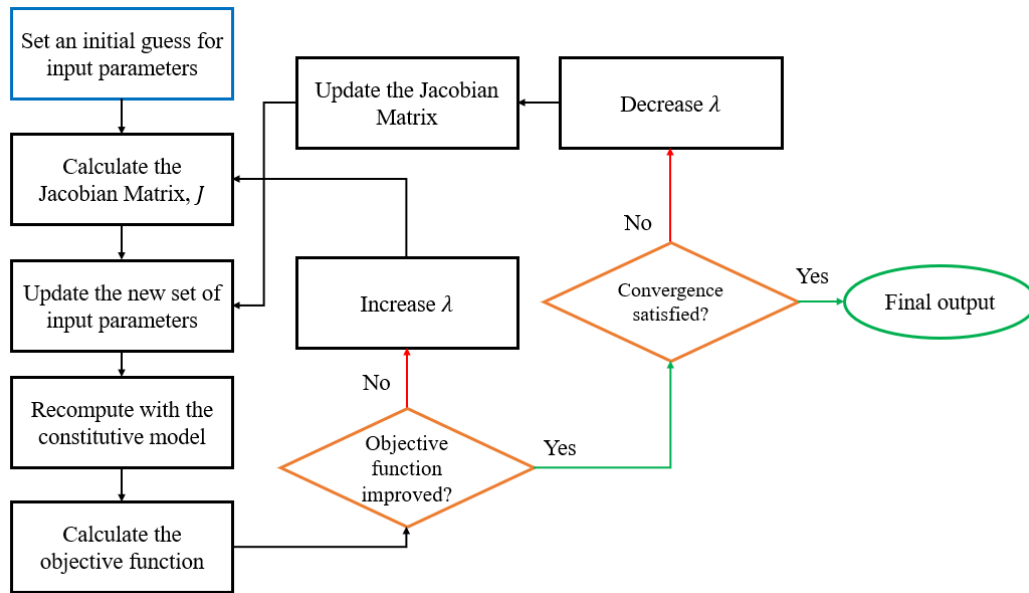 Set an initial guess for
input parameters
Calculate the
Jacobian Matrix, J
Update the new set of
input parameters
Recompute with the
constitutive model
Calculate the
objective function
Objective
function
improved?
No
Increase λ
Yes
Convergence
satisfied?
No
Decrease λ
Update the Jacobian
Matrix
Yes
Final output